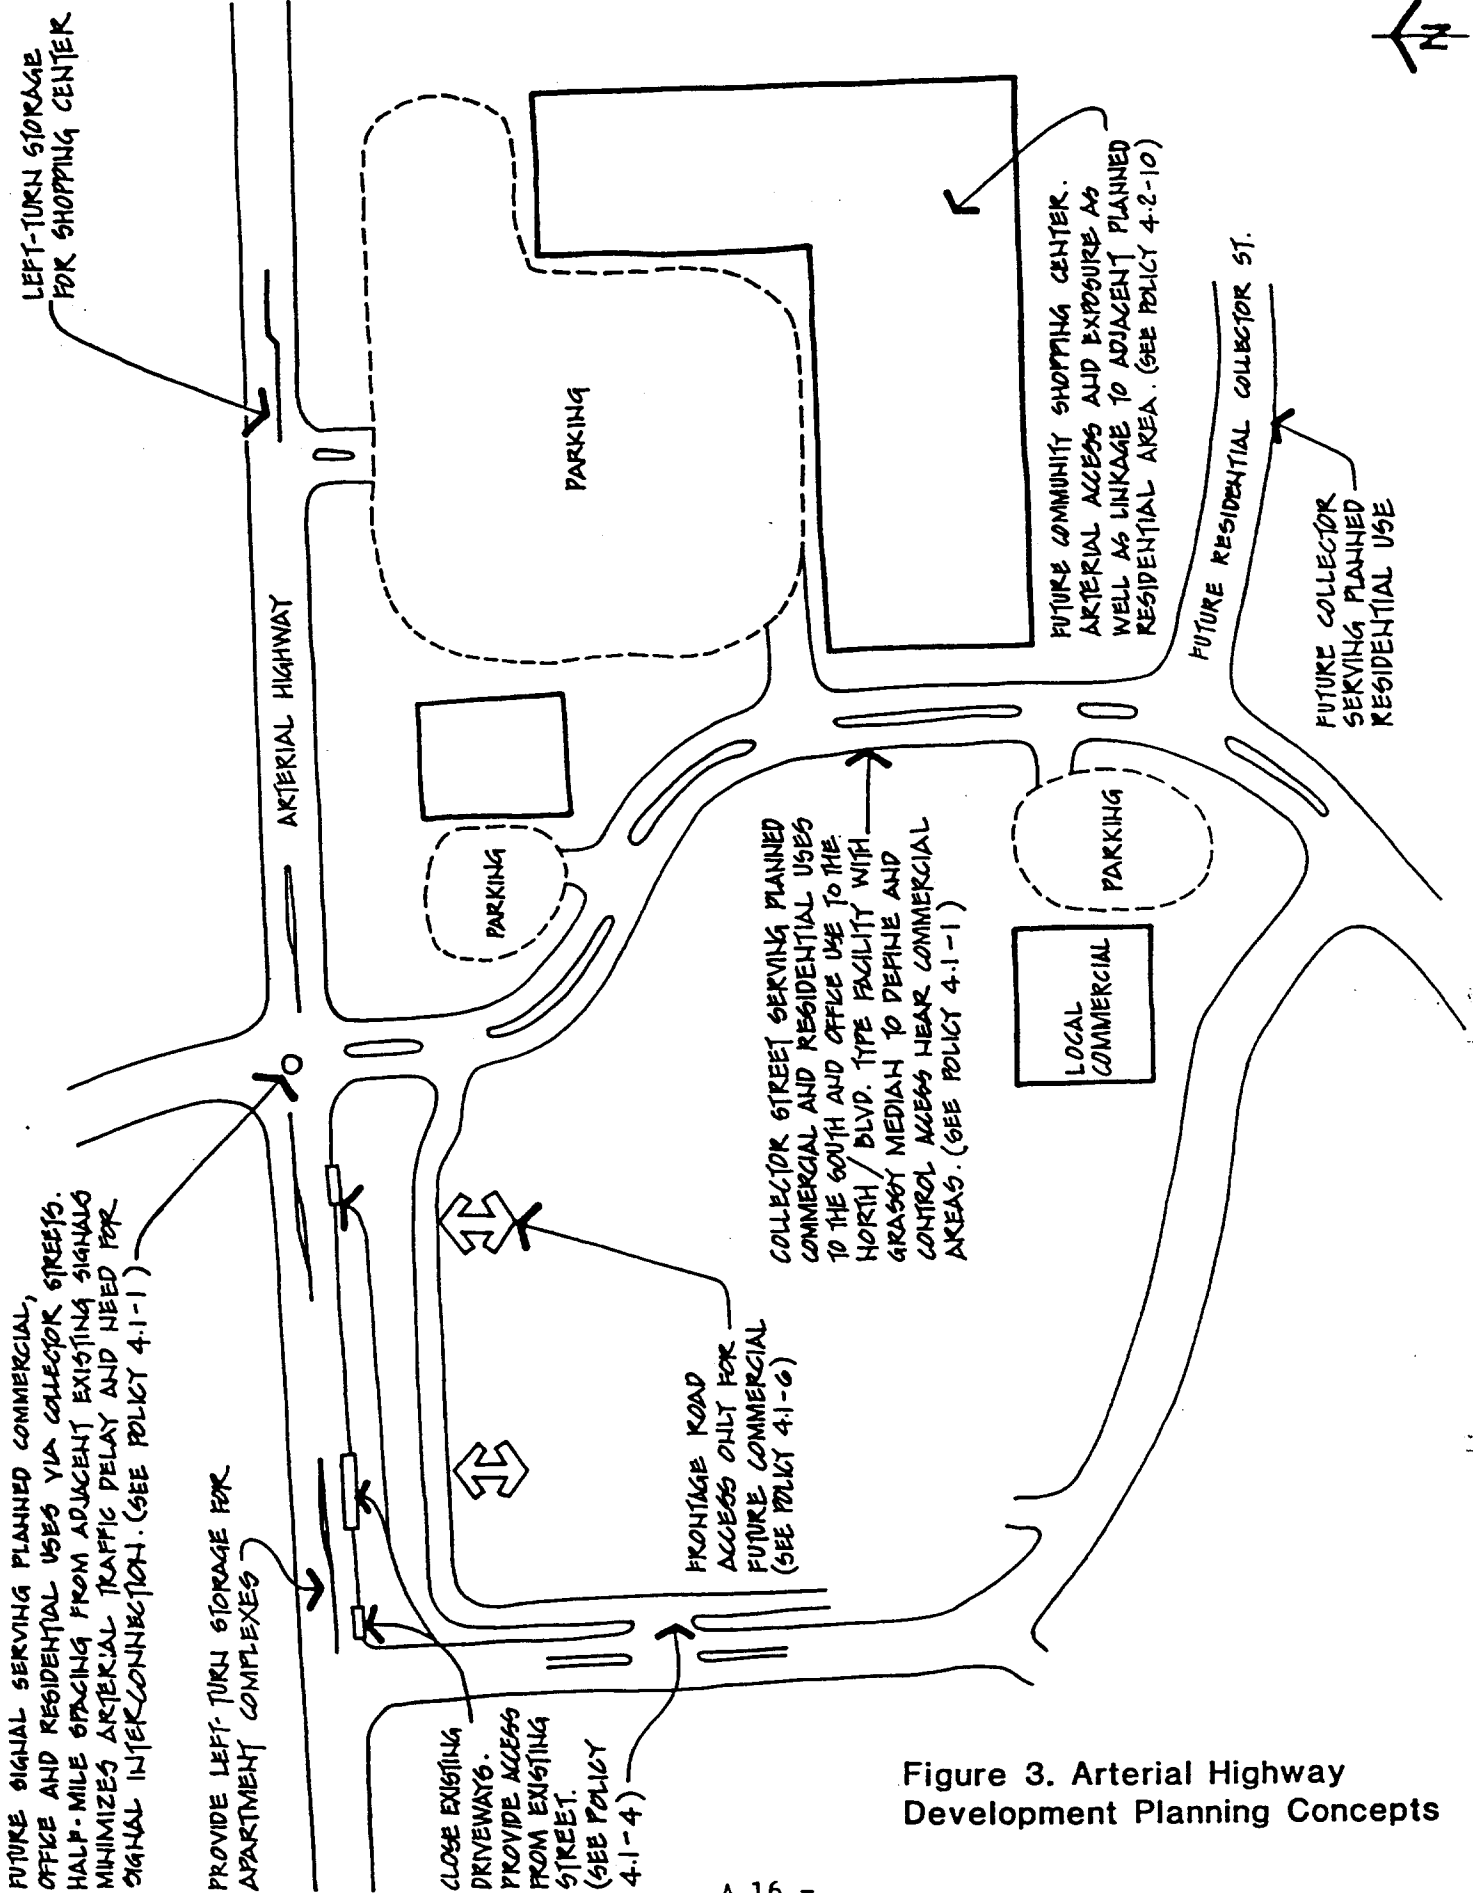 LEFT-TURN STORAGE
FOR SHOPPING CENTER
N
FUTURE SIGNAL SERVING PLANNED COMMERCIAL,
OFFICE AND RESIDENTIAL USES VIA COLLECTOR STREETS.
HALF-MILE SPACING FROM ADJACENT EXISTING SIGNALS
MINIMIZES ARTERIAL TRAFFIC DELAY AND NEED FOR
SIGNAL INTERCONNECTION. (SEE POLICY 4.1-1)
ARTERIAL HIGHWAY
PARKING
PARKING
FUTURE COMMUNITY SHOPPING CENTER.
ARTERIAL ACCESS AND EXPOSURE AS
WELL AS LINKAGE TO ADJACENT PLANNED
RESIDENTIAL AREA. (SEE POLICY 4.2-10)
PROVIDE LEFT-TURN STORAGE FOR
APARTMENT COMPLEXES
CLOSE EXISTING
DRIVEWAYS.
PROVIDE ACCESS
FROM EXISTING
STREET.
(SEE POLICY
4.1-4)
FRONTAGE ROAD
ACCESS ONLY FOR
FUTURE COMMERCIAL
(SEE POLICY 4.1-6)
COLLECTOR STREET SERVING PLANNED
COMMERCIAL AND RESIDENTIAL USES
TO THE SOUTH AND OFFICE USE TO THE
NORTH / BLVD. TYPE FACILITY WITH
GRASSY MEDIAN TO DEFINE AND
CONTROL ACCESS NEAR COMMERCIAL
AREAS. (SEE POLICY 4.1-1)
LOCAL
COMMERCIAL
PARKING
FUTURE RESIDENTIAL COLLECTOR ST.
FUTURE COLLECTOR
SERVING PLANNED
RESIDENTIAL USE
Figure 3. Arterial Highway
Development Planning Concepts
A 16 -